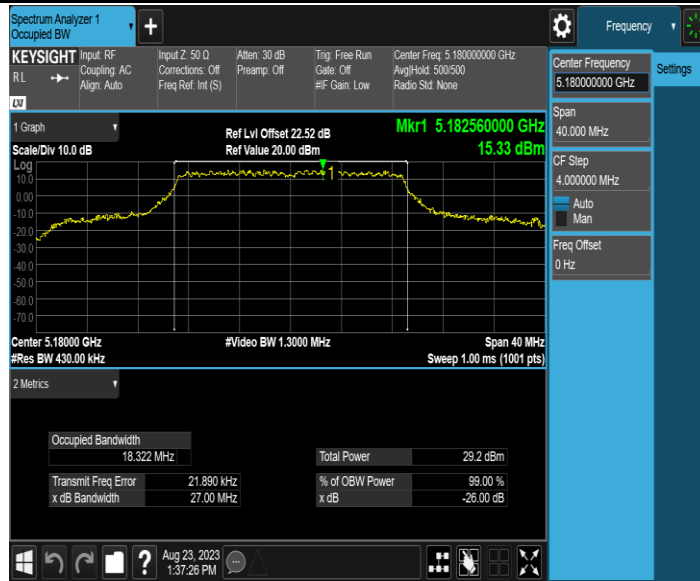 Spectrum Analyzer 1
Occupied BW
Frequency
KEYSIGHT
RL
LXI
Input: RF
Coupling: AC
Align: Auto
Input Z: 50 Ω
Corrections: Off
Freq Ref: Int (S)
Atten: 30 dB
Preamp: Off
Trig: Free Run
Gate: Off
#IF Gain: Low
Center Freq: 5.180000000 GHz
Avg|Hold: 500/500
Radio Std: None
Center Frequency
5.180000000 GHz
Settings
Span
40.000 MHz
CF Step
4.000000 MHz
Auto
Man
Freq Offset
0 Hz
1 Graph
Scale/Div 10.0 dB
Ref Lvl Offset 22.52 dB
Ref Value 20.00 dBm
Mkr1 5.182560000 GHz
15.33 dBm
Log
10.0
0.00
-10.0
-20.0
-30.0
-40.0
-50.0
-60.0
-70.0
1
Center 5.18000 GHz
#Res BW 430.00 kHz
#Video BW 1.3000 MHz
Span 40 MHz
Sweep 1.00 ms (1001 pts)
2 Metrics
Occupied Bandwidth
18.322 MHz
Total Power 29.2 dBm
Transmit Freq Error 21.890 kHz
% of OBW Power 99.00 %
x dB Bandwidth 27.00 MHz
x dB -26.00 dB
?
Aug 23, 2023
1:37:26 PM